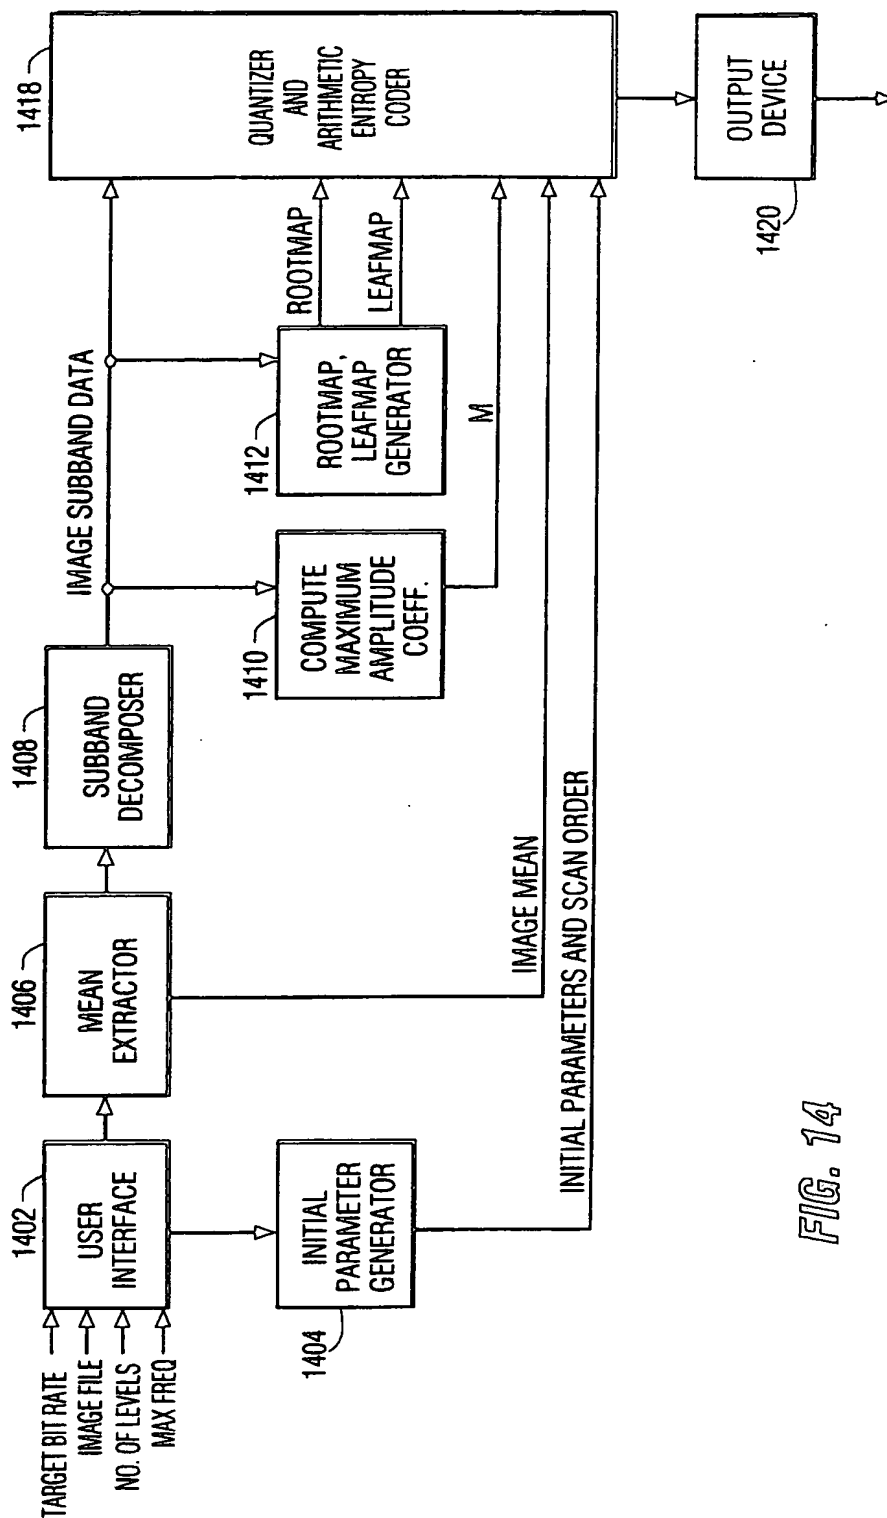 TARGET BIT RATE
IMAGE FILE
NO. OF LEVELS
MAX FREQ
1402
USER
INTERFACE
1404
INITIAL
PARAMETER
GENERATOR
1406
MEAN
EXTRACTOR
1408
SUBBAND
DECOMPOSER
IMAGE SUBBAND DATA
1410
COMPUTE
MAXIMUM
AMPLITUDE
COEFF.
1412
ROOTMAP,
LEAFMAP
GENERATOR
ROOTMAP
LEAFMAP
M
IMAGE MEAN
INITIAL PARAMETERS AND SCAN ORDER
1418
QUANTIZER
AND
ARITHMETIC
ENTROPY
CODER
1420
OUTPUT
DEVICE
FIG. 14